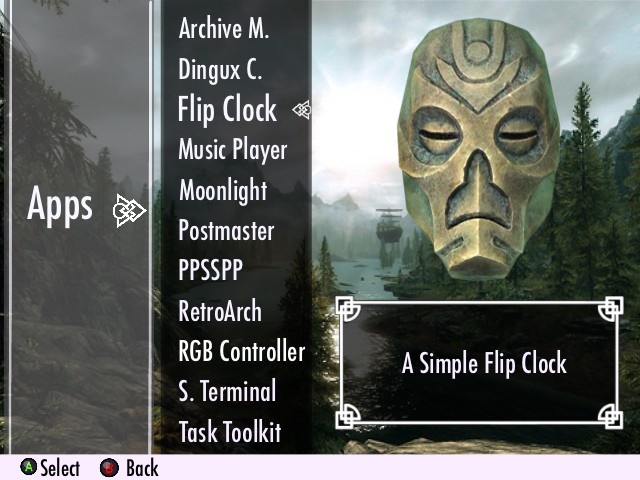 Apps
Archive M.
Dingux C.
Flip Clock
Music Player
Moonlight
Postmaster
PPSSPP
RetroArch
RGB Controller
S. Terminal
Task Toolkit
A Simple Flip Clock
A Select B Back